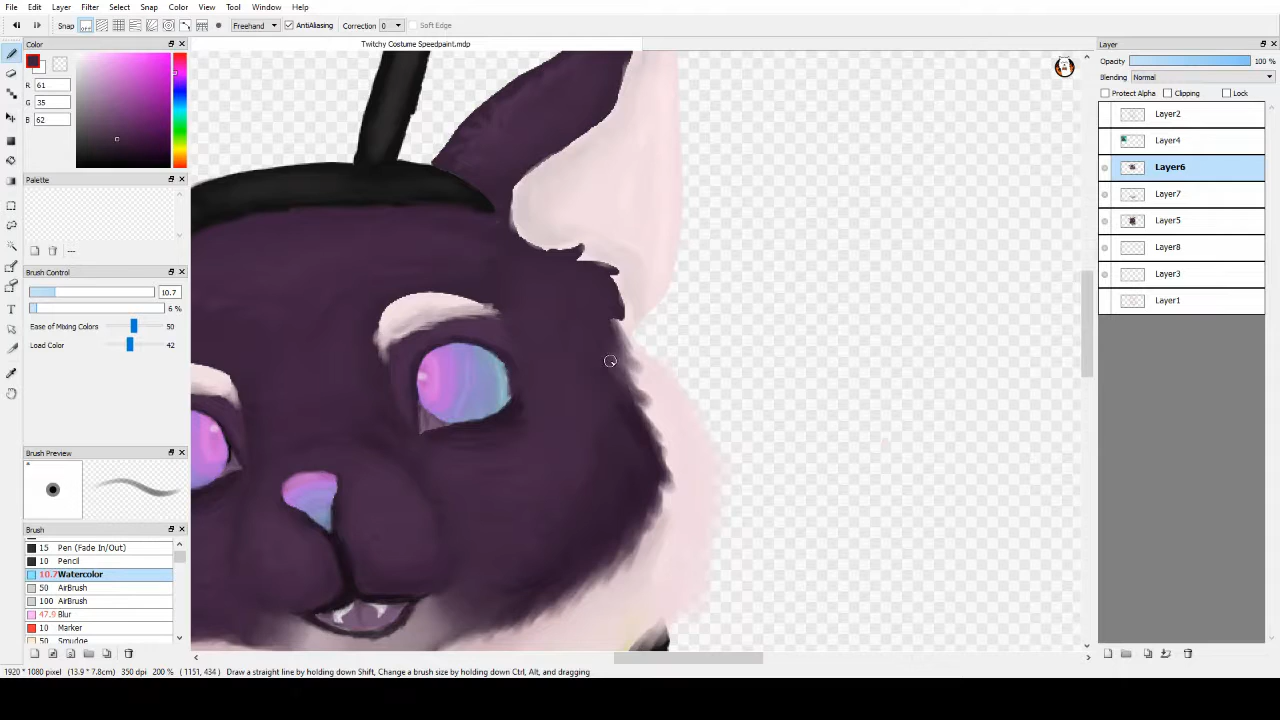 File Edit Layer Filter Select Snap Color View Tool Window Help
Snap Freehand AntiAliasing Correction 0 Soft Edge
Color Twitchy Costume Speedpaint.mdp Layer
R 61
G 35
B 62
Opacity 100 %
Blending Normal
Protect Alpha Clipping Lock
Layer2
Layer4
Layer6
Layer7
Layer5
Layer8
Layer3
Layer1
Palette
---
Brush Control
10.7
6 %
Ease of Mixing Colors 50
Load Color 42
Brush Preview
Brush
15 Pen (Fade In/Out)
10 Pencil
10.7 Watercolor
50 AirBrush
100 AirBrush
47.9 Blur
10 Marker
50 Smudge
1920 * 1080 pixel (13.9 * 7.8cm) 350 dpi 200 % ( 1151, 434 ) Draw a straight line by holding down Shift, Change a brush size by holding down Ctrl, Alt, and dragging